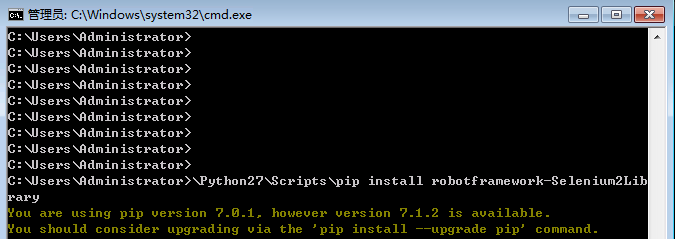 管理员: C:\Windows\system32\cmd.exe
C:\Users\Administrator>
C:\Users\Administrator>
C:\Users\Administrator>
C:\Users\Administrator>
C:\Users\Administrator>
C:\Users\Administrator>
C:\Users\Administrator>
C:\Users\Administrator>
C:\Users\Administrator>
C:\Users\Administrator>\Python27\Scripts\pip install robotframework-Selenium2Lib
rary
You are using pip version 7.0.1, however version 7.1.2 is available.
You should consider upgrading via the 'pip install --upgrade pip' command.